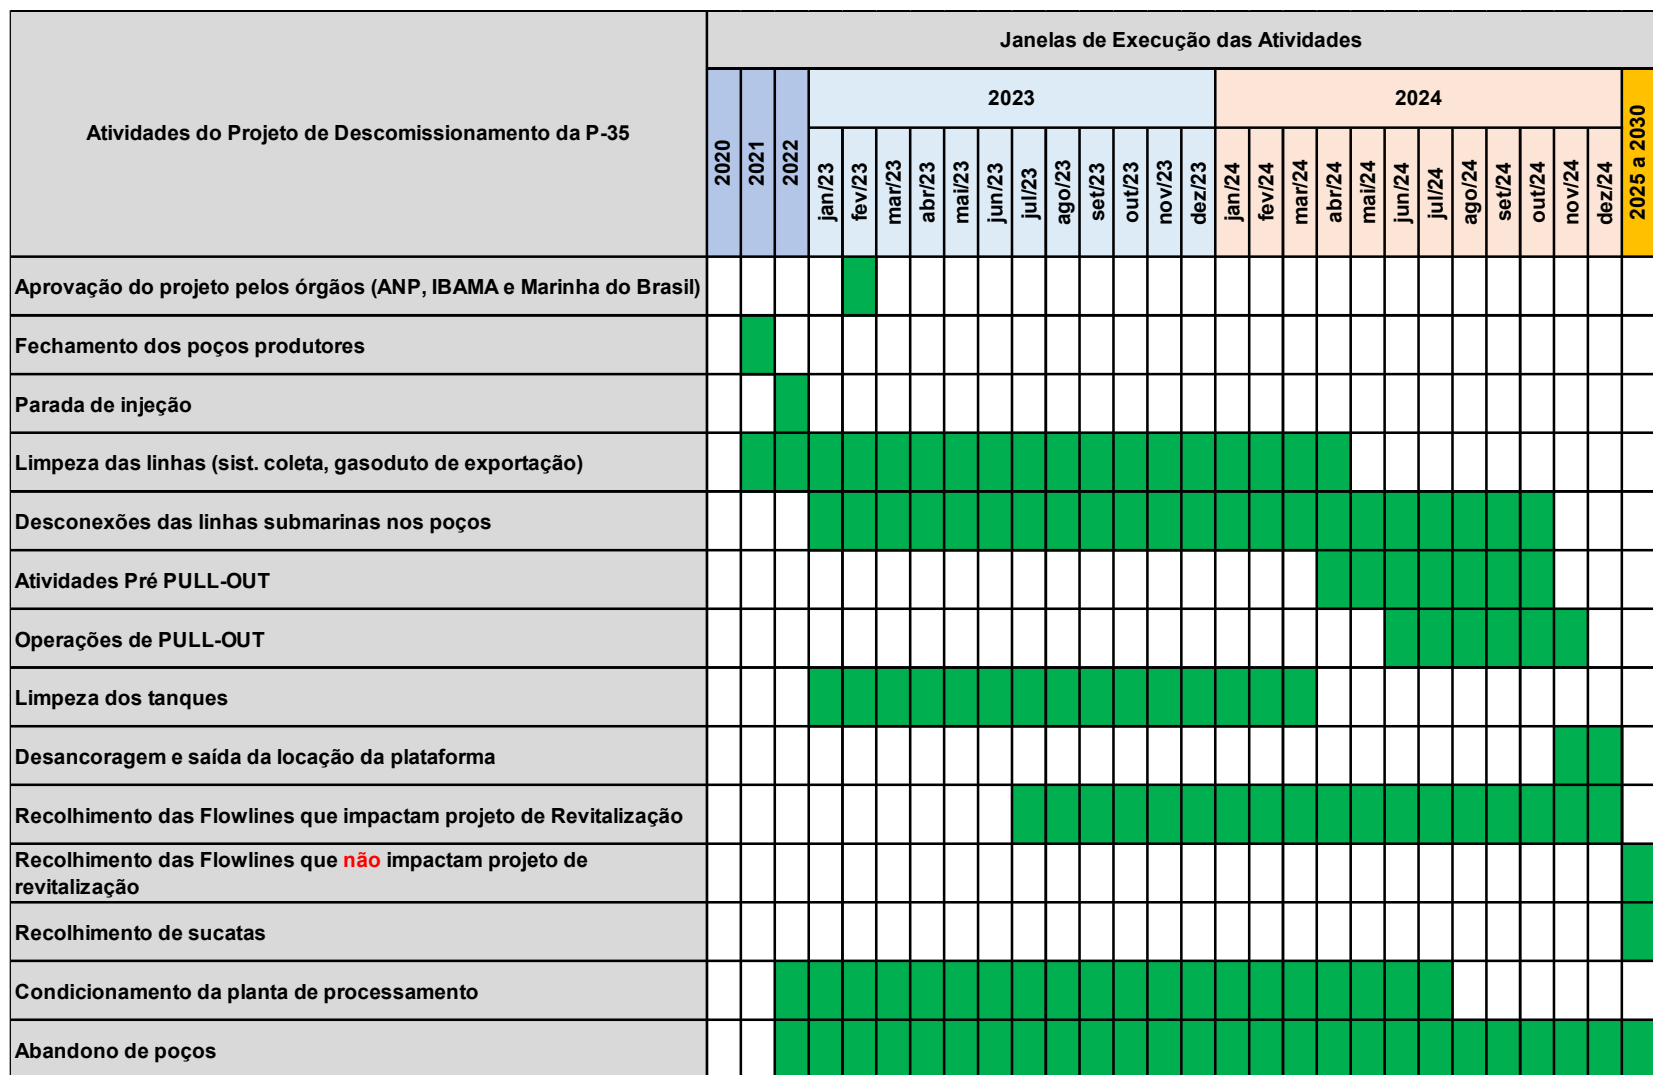 Atividades do Projeto de Descomissionamento da P-35
Janelas de Execução das Atividades
2020
2021
2022
2023
2024
2025 a 2030
jan/23
fev/23
mar/23
abr/23
mai/23
jun/23
jul/23
ago/23
set/23
out/23
nov/23
dez/23
jan/24
fev/24
mar/24
abr/24
mai/24
jun/24
jul/24
ago/24
set/24
out/24
nov/24
dez/24
Aprovação do projeto pelos órgãos (ANP, IBAMA e Marinha do Brasil)
Fechamento dos poços produtores
Parada de injeção
Limpeza das linhas (sist. coleta, gasoduto de exportação)
Desconexões das linhas submarinas nos poços
Atividades Pré PULL-OUT
Operações de PULL-OUT
Limpeza dos tanques
Desancoragem e saída da locação da plataforma
Recolhimento das Flowlines que impactam projeto de Revitalização
Recolhimento das Flowlines que não impactam projeto de
revitalização
Recolhimento de sucatas
Condicionamento da planta de processamento
Abandono de poços